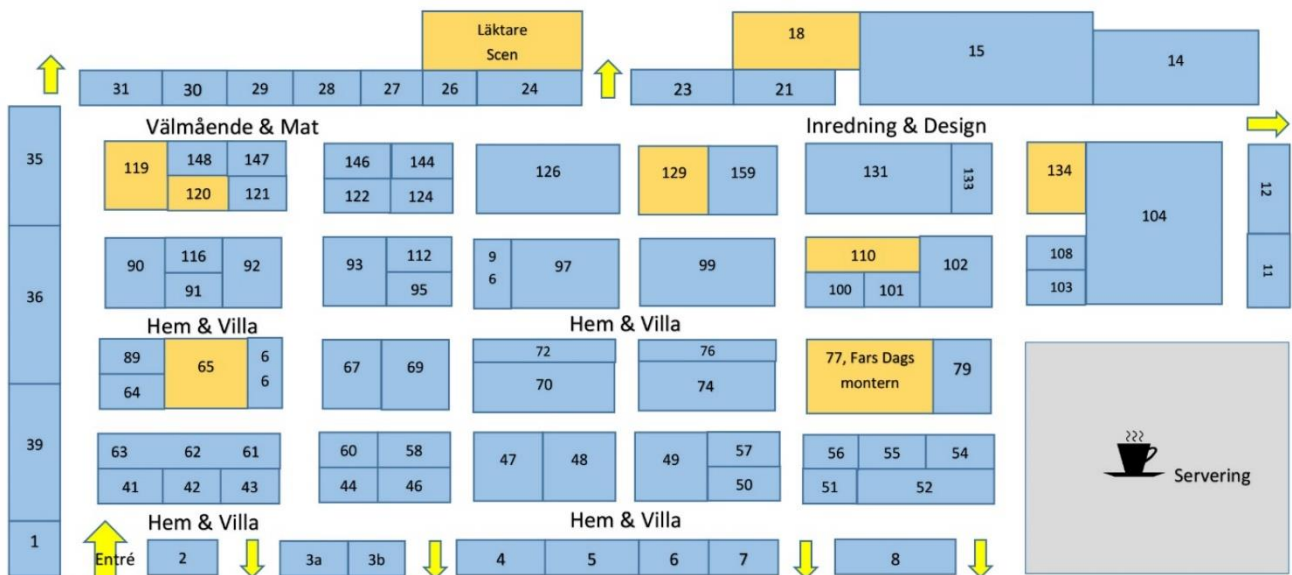 Läktare
Scen
18
15
14
31 30 29 28 27 26 24
23 21
Välmående & Mat
Inredning & Design
35
119 148 147
120 121
146 144
122 124
126
129 159
131 133
134
104
12
11
36
90 116 92
91
93 112
95
96 97
99
110 102
100 101
108
103
Hem & Villa
Hem & Villa
89 65 66
64
67 69
72
70
76
74
77, Fars Dags
montern
79
39
63 62 61
41 42 43
60 58
44 46
47 48
49 57
50
56 55 54
51 52
Servering
Hem & Villa
Hem & Villa
1
Entré
2
3a 3b
4 5 6 7
8